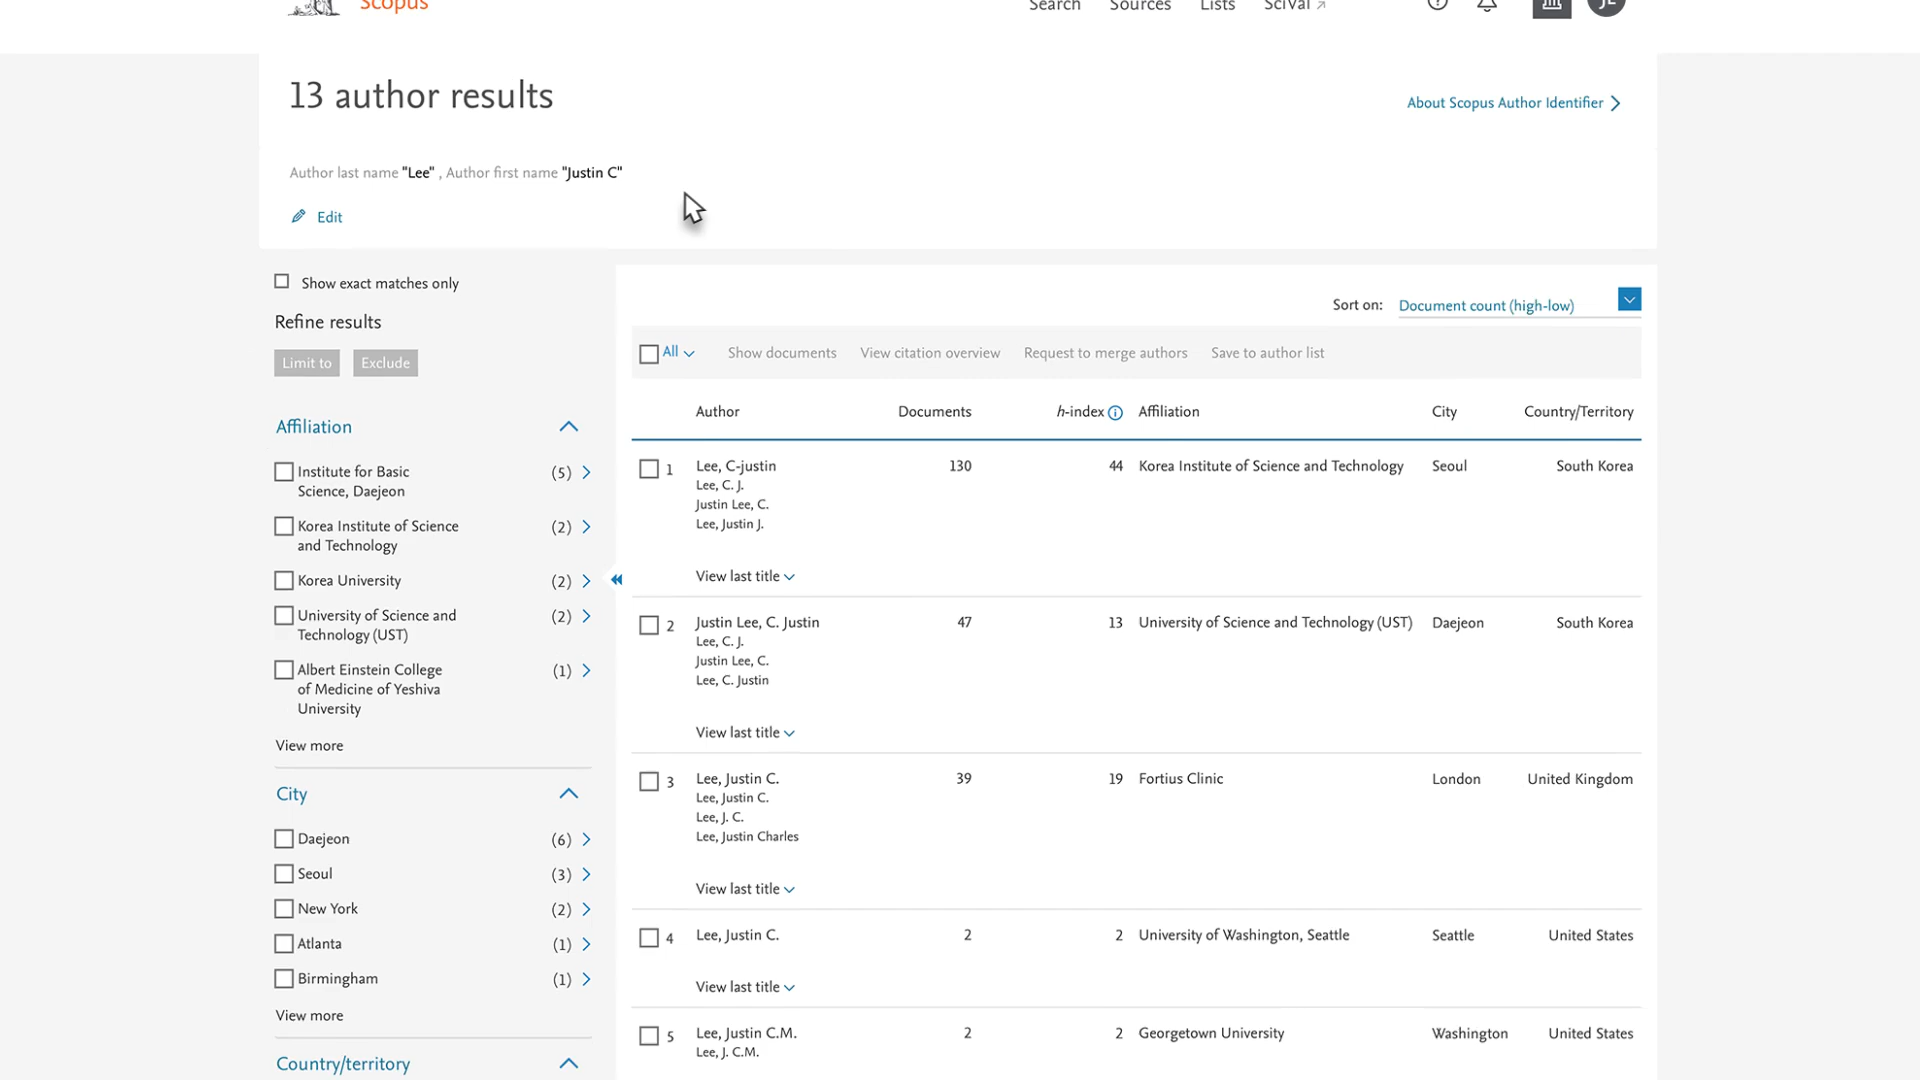 Scopus
Search Sources Lists SciVal ↗
13 author results
About Scopus Author Identifier
Author last name "Lee" , Author first name "Justin C"
Edit
Show exact matches only
Refine results
Limit to Exclude
Affiliation
Institute for Basic
Science, Daejeon
(5)
Korea Institute of Science
and Technology
(2)
Korea University (2)
University of Science and
Technology (UST)
(2)
Albert Einstein College
of Medicine of Yeshiva
University
(1)
View more
City
Daejeon (6)
Seoul (3)
New York (2)
Atlanta (1)
Birmingham (1)
View more
Country/territory
Sort on: Document count (high-low)
All Show documents View citation overview Request to merge authors Save to author list
Author Documents h-index Affiliation City Country/Territory
1 Lee, C-justin 130 44 Korea Institute of Science and Technology Seoul South Korea
Lee, C. J.
Justin Lee, C.
Lee, Justin J.
View last title
2 Justin Lee, C. Justin 47 13 University of Science and Technology (UST) Daejeon South Korea
Lee, C. J.
Justin Lee, C.
Lee, C. Justin
View last title
3 Lee, Justin C. 39 19 Fortius Clinic London United Kingdom
Lee, Justin C.
Lee, J. C.
Lee, Justin Charles
View last title
4 Lee, Justin C. 2 2 University of Washington, Seattle Seattle United States
View last title
5 Lee, Justin C.M. 2 2 Georgetown University Washington United States
Lee, J. C.M.